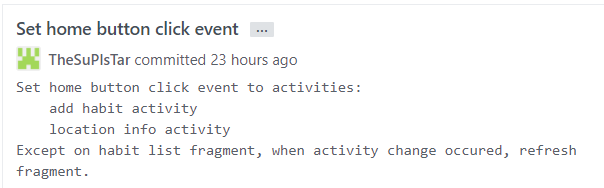 Set home button click event ...
TheSuPIsTar committed 23 hours ago
Set home button click event to activities:
    add habit activity
    location info activity
Except on habit list fragment, when activity change occured, refresh
fragment.